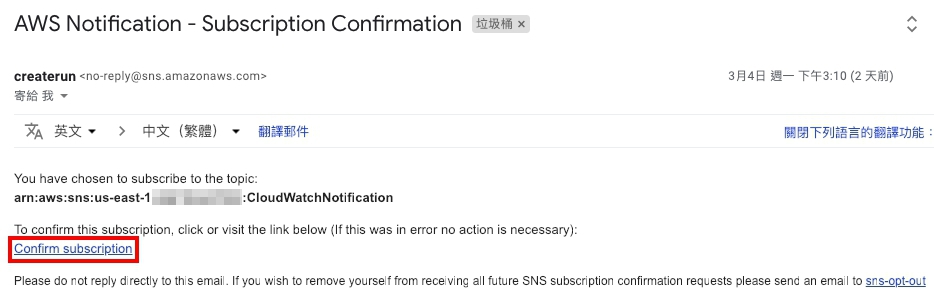 AWS Notification - Subscription Confirmation 垃圾桶 ×
createrun <no-reply@sns.amazonaws.com> 3月4日 週一 下午3:10 (2 天前)
寄給 我
英文 > 中文（繁體） 翻譯郵件 關閉下列語言的翻譯功能：
You have chosen to subscribe to the topic:
arn:aws:sns:us-east-1 :CloudWatchNotification
To confirm this subscription, click or visit the link below (If this was in error no action is necessary):
Confirm subscription
Please do not reply directly to this email. If you wish to remove yourself from receiving all future SNS subscription confirmation requests please send an email to sns-opt-out